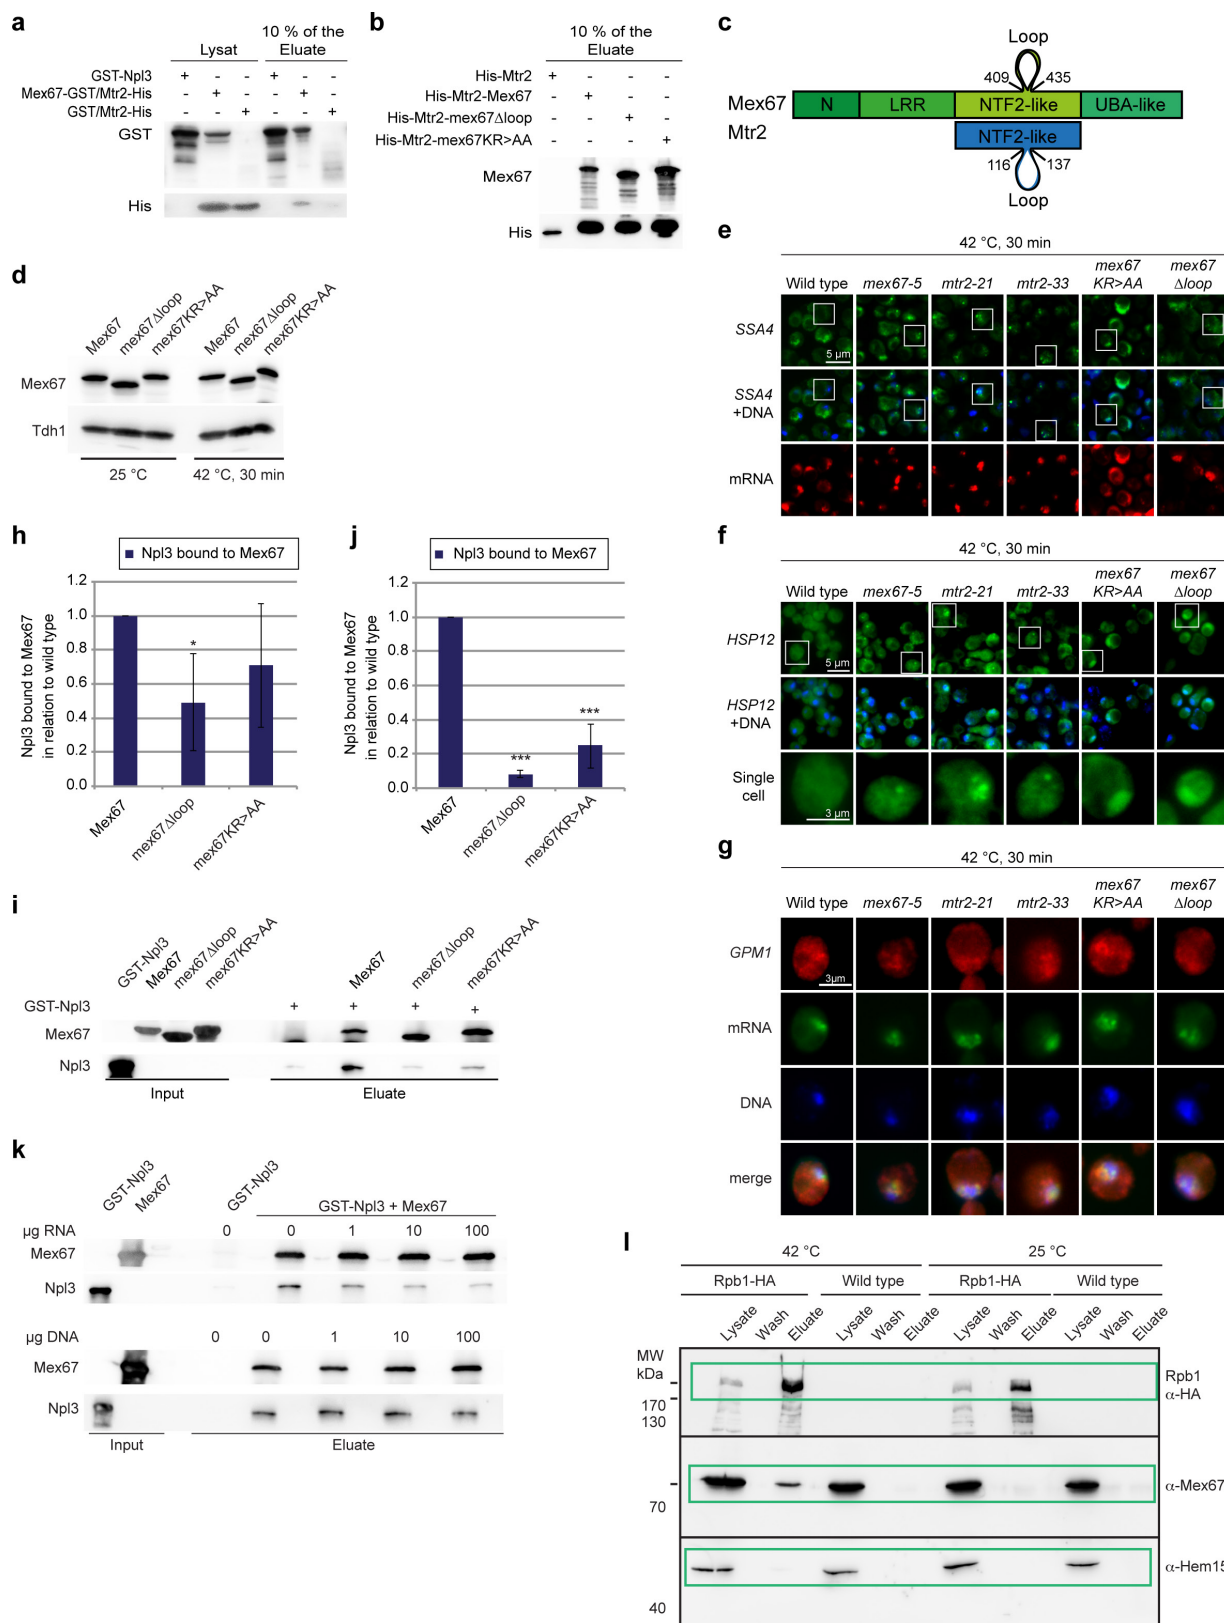 a
Lysat
10 % of the
Eluate
GST-Npl3 + - - + - -
Mex67-GST/Mtr2-His - + - - + -
GST/Mtr2-His - - + - - +
GST
His
b
10 % of the
Eluate
His-Mtr2 + - - -
His-Mtr2-Mex67 - + - -
His-Mtr2-mex67Δloop - - + -
His-Mtr2-mex67KR>AA - - - +
Mex67
His
c
Loop
409 435
Mex67 N LRR NTF2-like UBA-like
Mtr2 NTF2-like
116 137
Loop
d
Mex67 mex67Δloop mex67KR>AA Mex67 mex67Δloop mex67KR>AA
Mex67
Tdh1
25 °C 42 °C, 30 min
e
42 °C, 30 min
Wild type mex67-5 mtr2-21 mtr2-33 mex67 KR>AA mex67 Δloop
SSA4
5 µm
SSA4
+DNA
mRNA
f
42 °C, 30 min
Wild type mex67-5 mtr2-21 mtr2-33 mex67 KR>AA mex67 Δloop
HSP12
5 µm
HSP12
+DNA
Single
cell
3 µm
g
42 °C, 30 min
Wild type mex67-5 mtr2-21 mtr2-33 mex67 KR>AA mex67 Δloop
GPM1
3µm
mRNA
DNA
merge
h
Npl3 bound to Mex67
Npl3 bound to Mex67
in relation to wild type
1.2
1.0
0.8
0.6
0.4
0.2
0.0
*
Mex67 mex67Δloop mex67KR>AA
j
Npl3 bound to Mex67
Npl3 bound to Mex67
in relation to wild type
1.2
1.0
0.8
0.6
0.4
0.2
0.0
*** ***
Mex67 mex67Δloop mex67KR>AA
i
GST-Npl3 Mex67 mex67Δloop mex67KR>AA Mex67 mex67Δloop mex67KR>AA
GST-Npl3 + + + +
Mex67
Npl3
Input Eluate
k
GST-Npl3 Mex67 GST-Npl3
GST-Npl3 + Mex67
µg RNA 0 0 1 10 100
Mex67
Npl3
µg DNA 0 0 1 10 100
Mex67
Npl3
Input Eluate
l
42 °C 25 °C
Rpb1-HA Wild type Rpb1-HA Wild type
Lysate Wash Eluate Lysate Wash Eluate Lysate Wash Eluate Lysate Wash Eluate
MW
kDa
170
130
70
40
Rpb1
α-HA
α-Mex67
α-Hem15